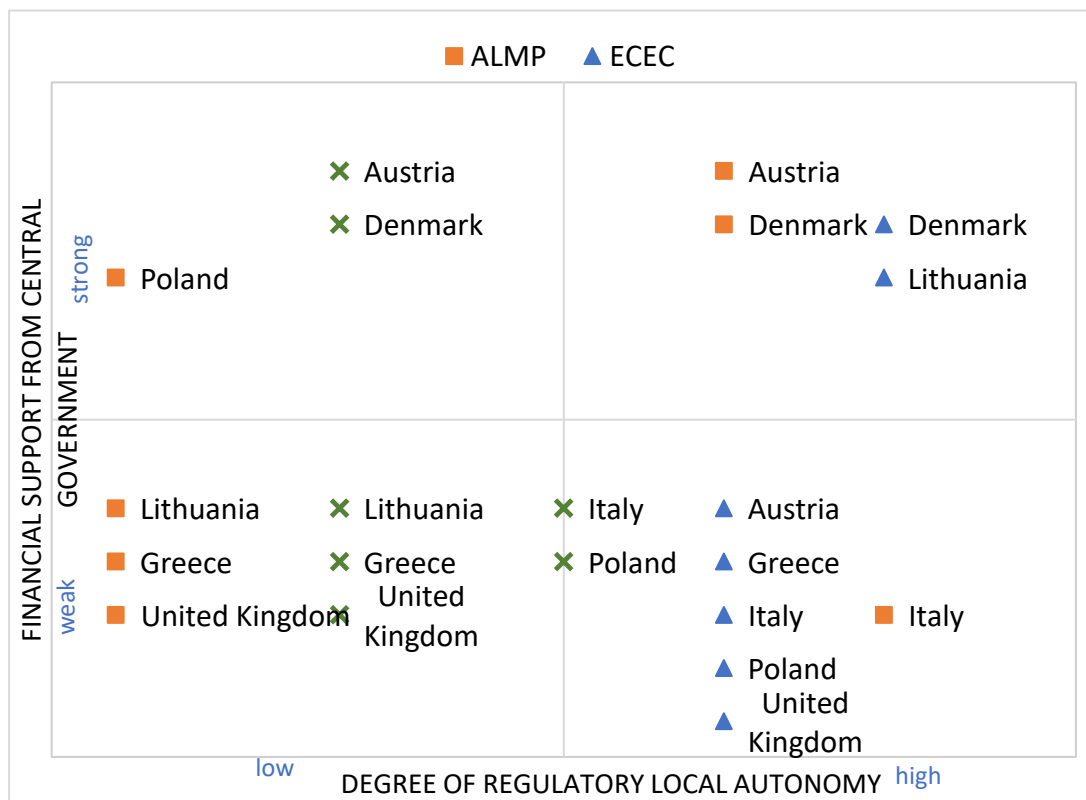 ALMP ECEC
FINANCIAL SUPPORT FROM CENTRAL
GOVERNMENT
strong
weak
Austria Austria
Denmark Denmark Denmark
Poland Lithuania
Lithuania Lithuania Italy Austria
Greece Greece Poland Greece
United Kingdom United
Kingdom Italy Italy
Poland
United
Kingdom
low high
DEGREE OF REGULATORY LOCAL AUTONOMY